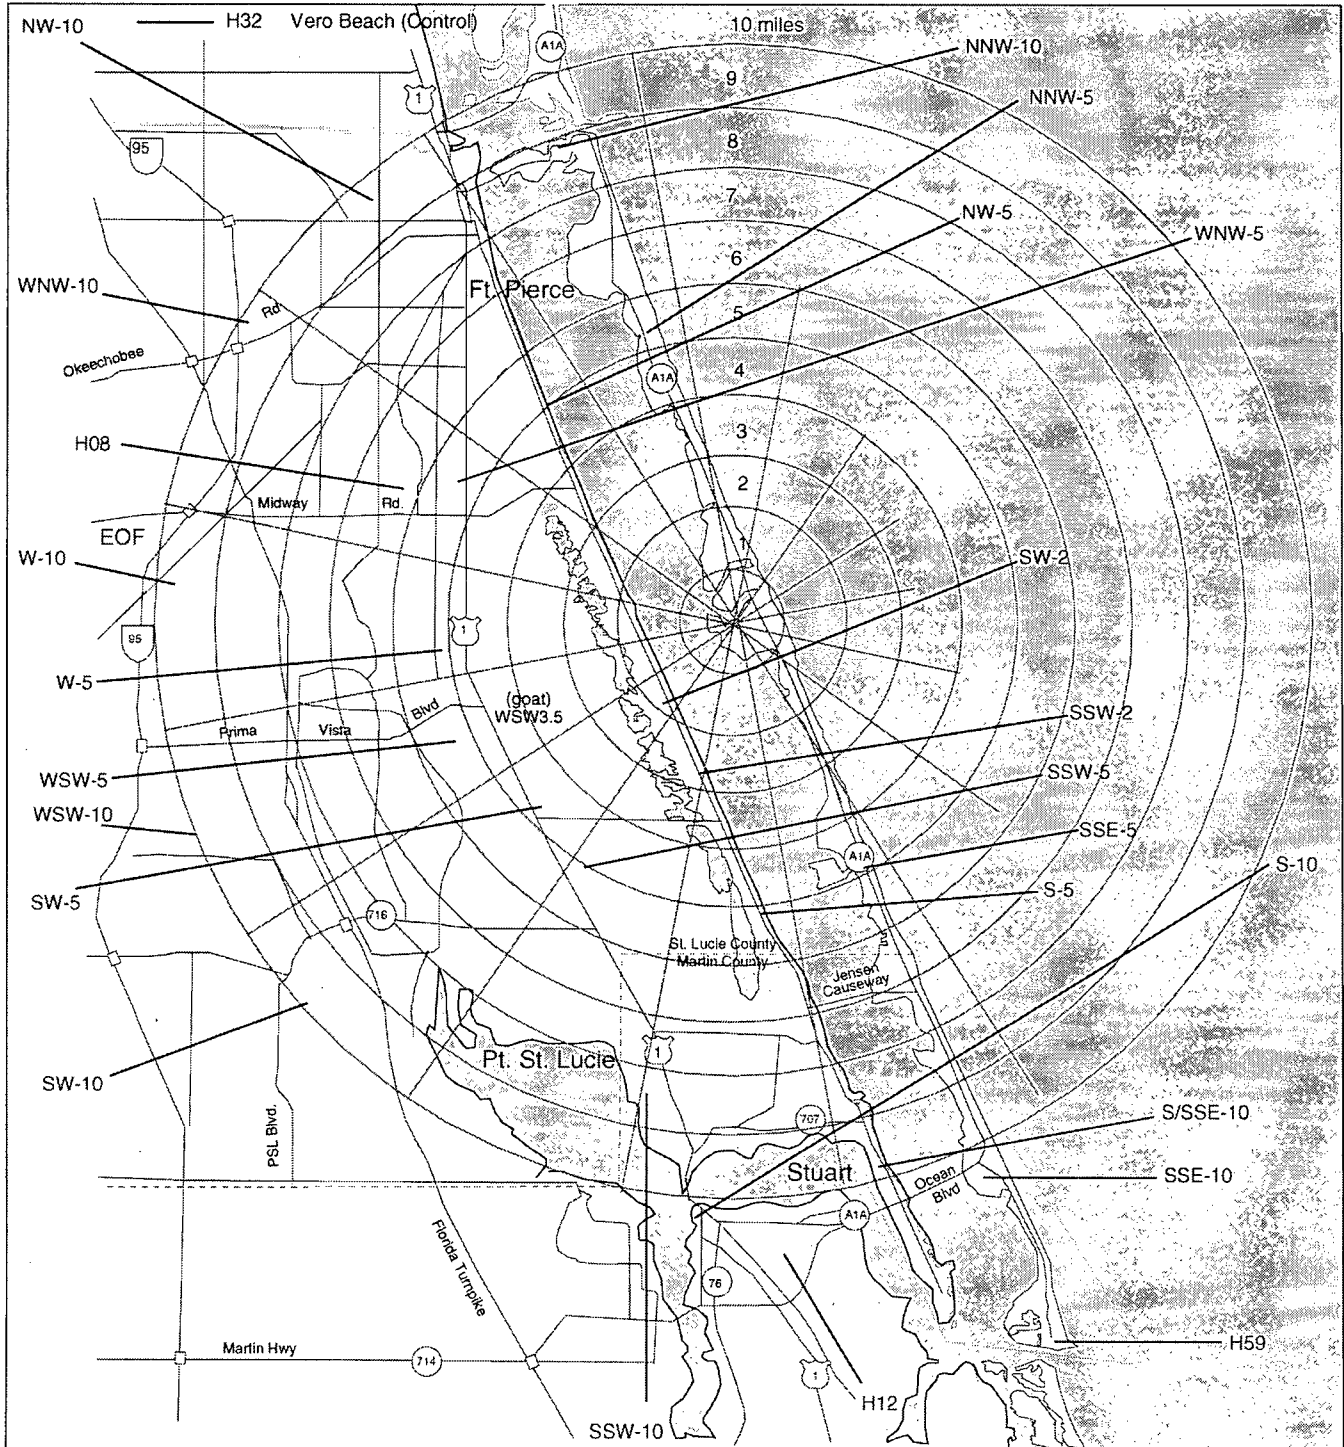 NW-10
H32 Vero Beach (Control)
10 miles
A1A
NNW-10
9
1
NNW-5
8
95
7
NW-5
WNW-5
6
WNW-10
Ft. Pierce
Rd.
5
Okeechobee
A1A
4
3
H08
2
Midway Rd.
EOF
1
W-10
SW-2
95
1
W-5
(goat)
WSW3.5
Blvd
SSW-2
Prima Vista
WSW-5
SSW-5
WSW-10
SSE-5
A1A
S-10
SW-5
S-5
716
St. Lucie County
Martin County
Jensen
Causeway
1
Pt. St. Lucie
SW-10
PSL Blvd.
707
S/SSE-10
Stuart
Ocean
Blvd
SSE-10
A1A
Florida Turnpike
76
H59
Martin Hwy
714
1
H12
SSW-10